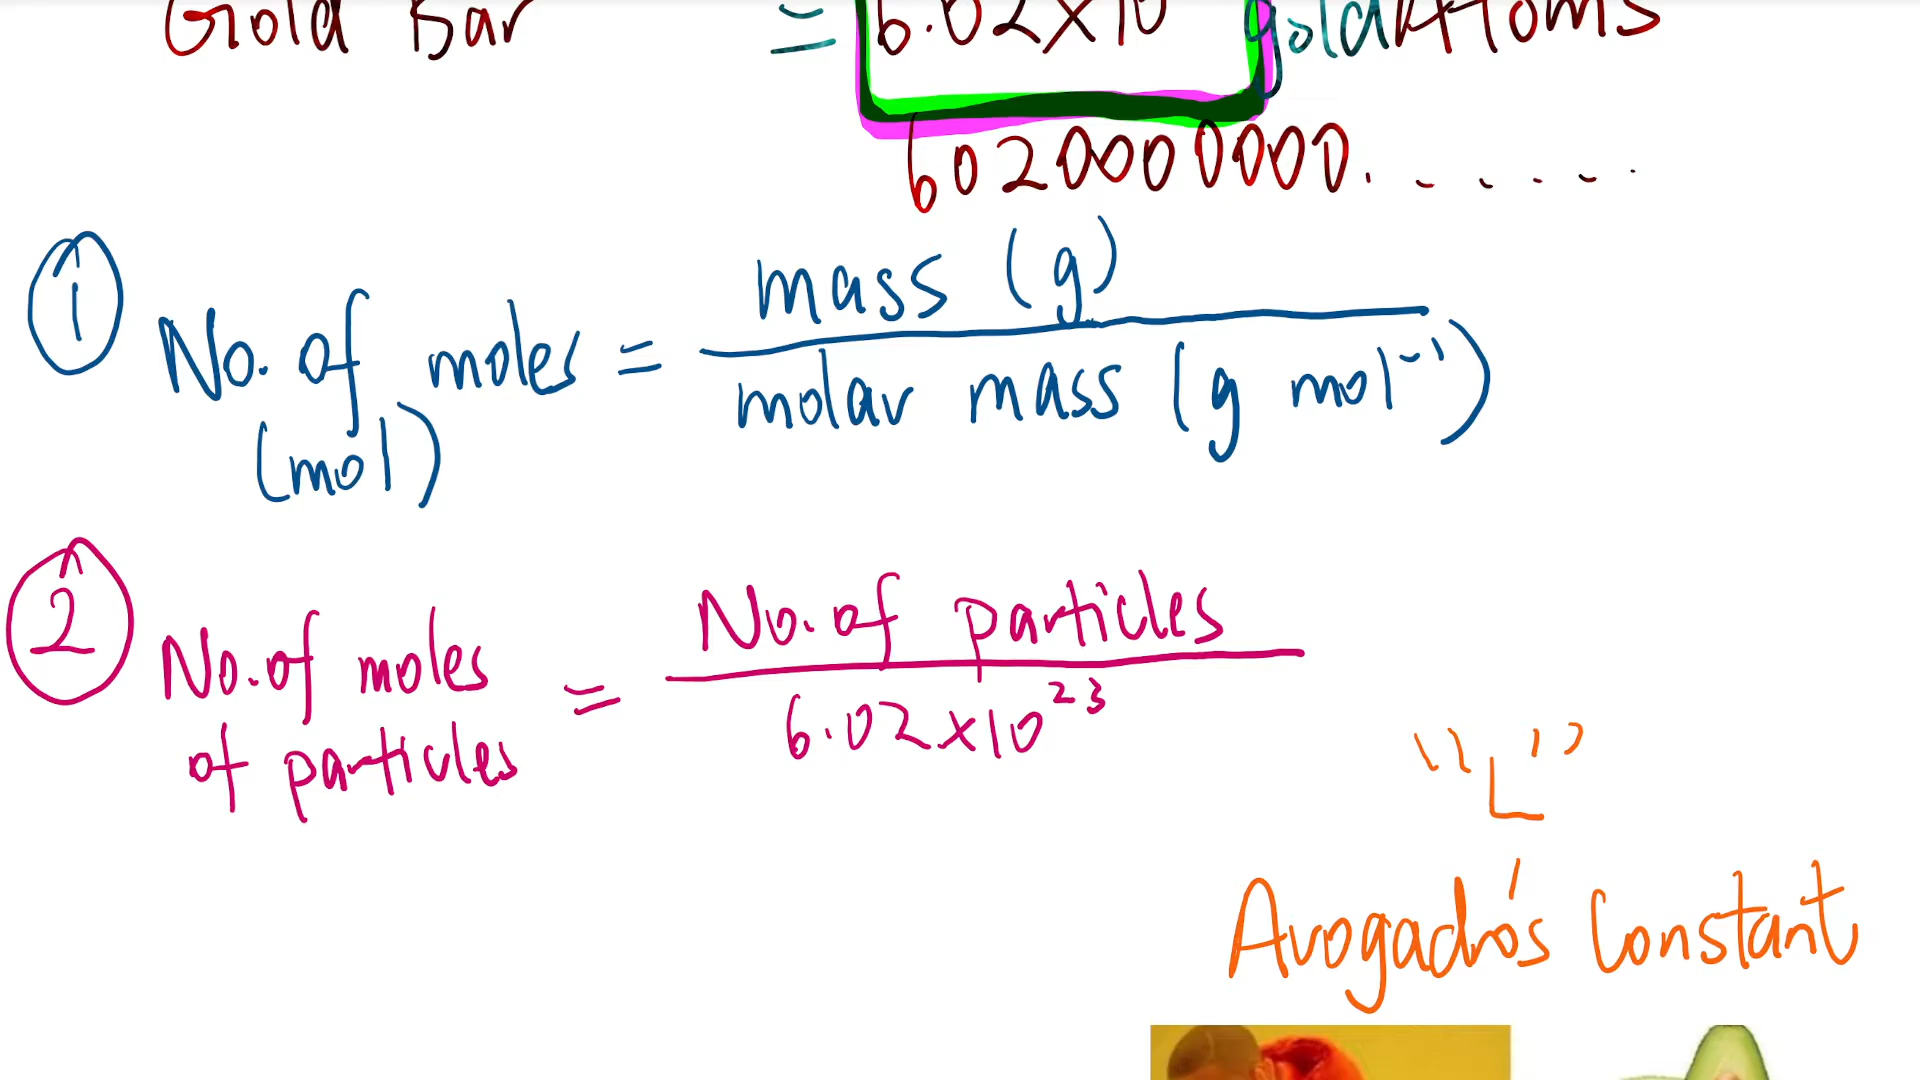 Gold Bar = 6.02×10 gold Atoms
6020000000.......
① No. of moles = mass (g) / molar mass (g mol⁻¹)
(mol)
② No. of moles of particles = No. of particles / 6.02×10²³
"L"
Avogadro's Constant